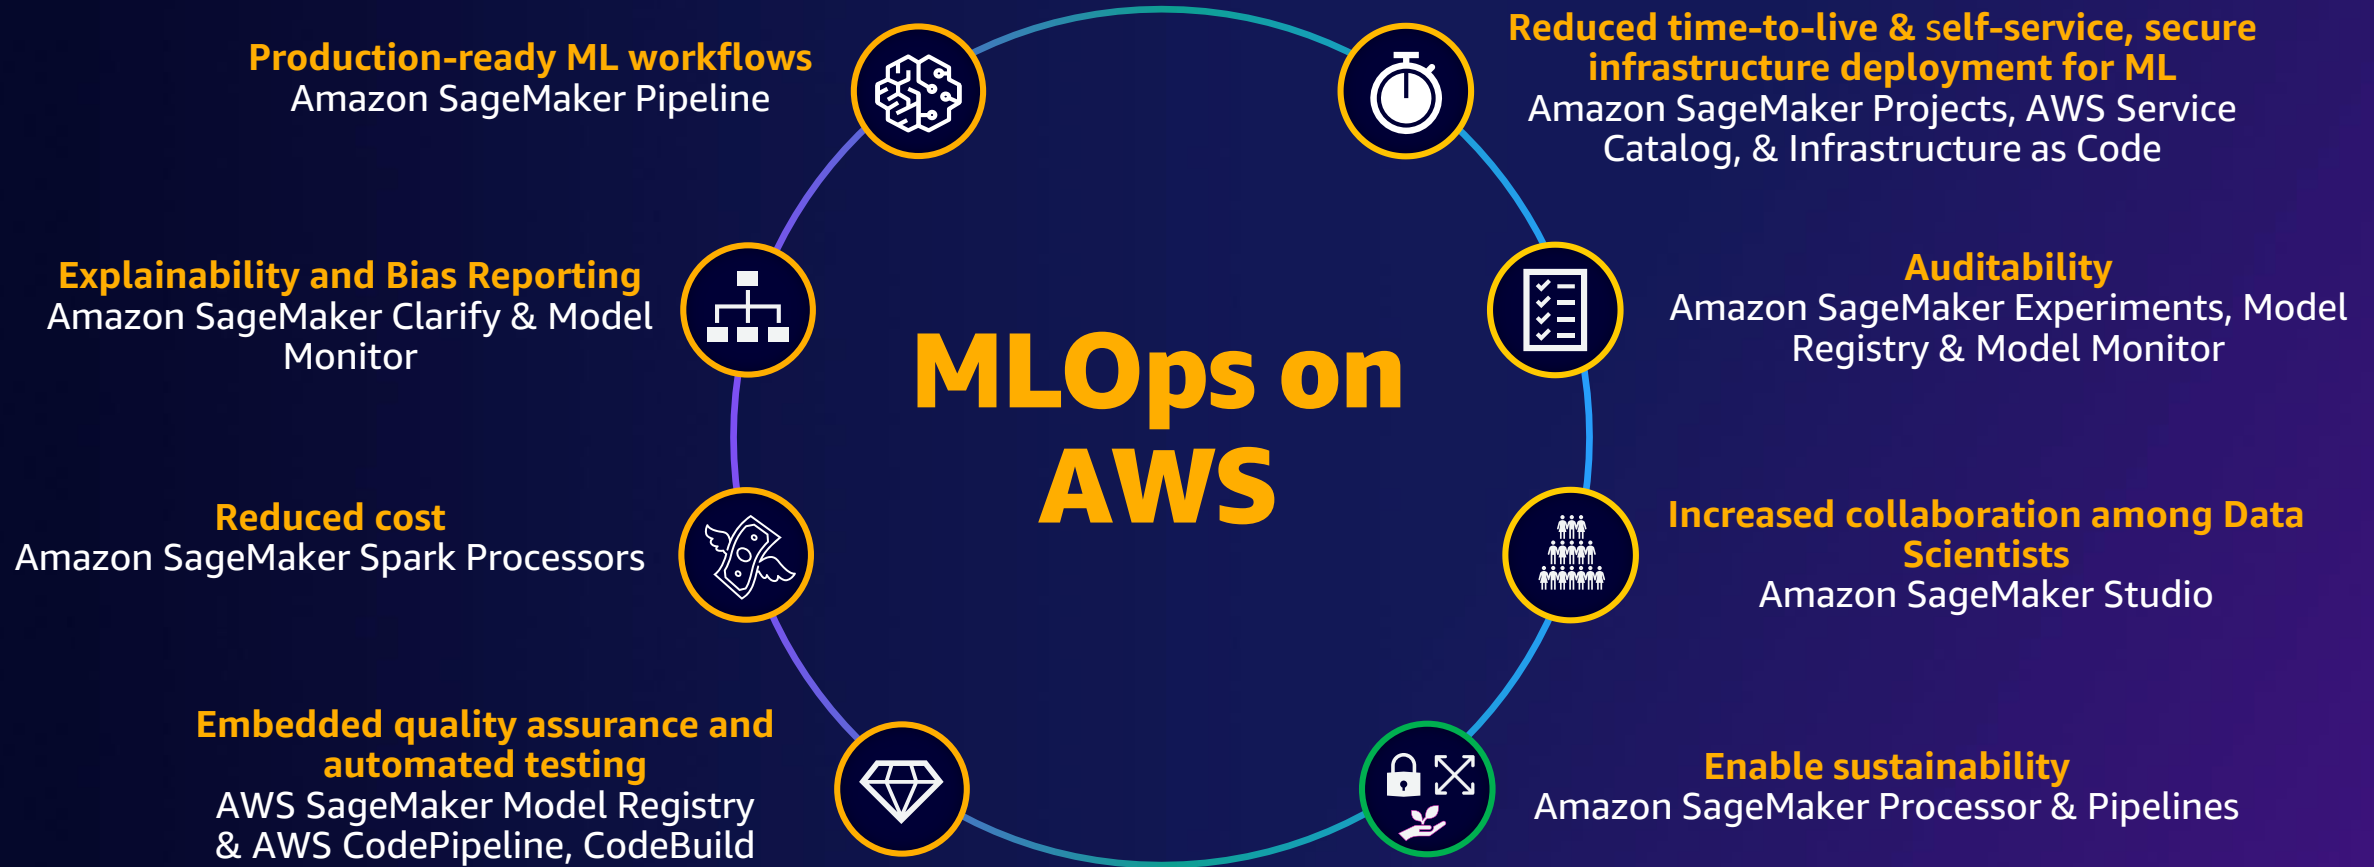 Production-ready ML workflows
Amazon SageMaker Pipeline
Reduced time-to-live & self-service, secure
infrastructure deployment for ML
Amazon SageMaker Projects, AWS Service
Catalog, & Infrastructure as Code
Explainability and Bias Reporting
Amazon SageMaker Clarify & Model
Monitor
Auditability
Amazon SageMaker Experiments, Model
Registry & Model Monitor
MLOps on
AWS
Reduced cost
Amazon SageMaker Spark Processors
Increased collaboration among Data
Scientists
Amazon SageMaker Studio
Embedded quality assurance and
automated testing
AWS SageMaker Model Registry
& AWS CodePipeline, CodeBuild
Enable sustainability
Amazon SageMaker Processor & Pipelines